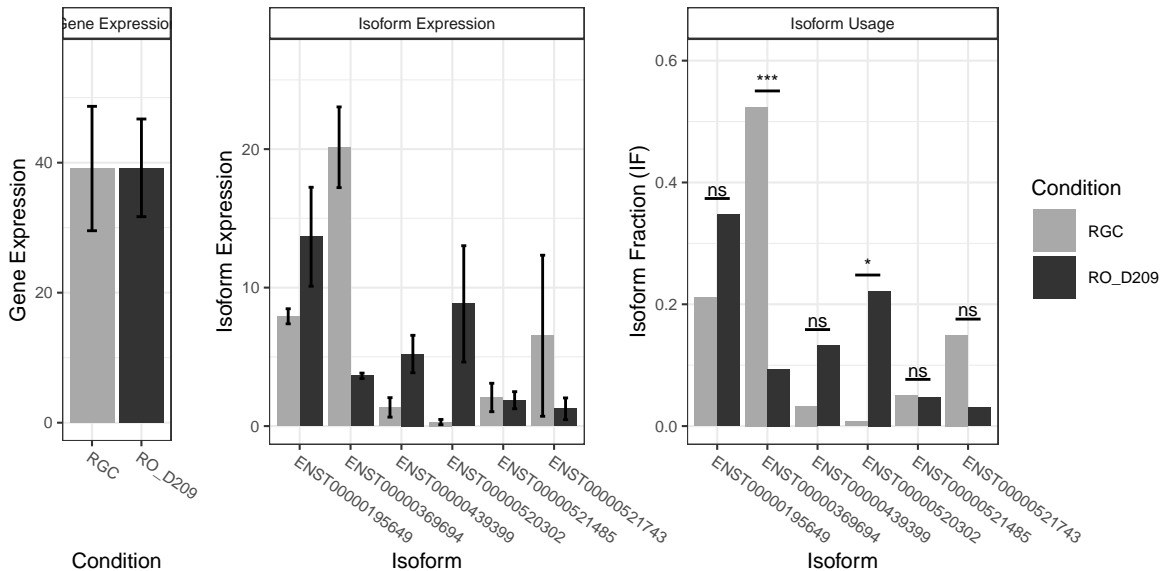 Gene Expression
Isoform Expression
Isoform Usage
Gene Expression
0
20
40
RGC
RO_D209
Condition
Isoform Expression
0
10
20
ENST00000195649
ENST00000369694
ENST00000439399
ENST00000520302
ENST00000521485
ENST00000521743
Isoform
Isoform Fraction (IF)
0.0
0.2
0.4
0.6
ns
***
ns
*
ns
ns
ENST00000195649
ENST00000369694
ENST00000439399
ENST00000520302
ENST00000521485
ENST00000521743
Isoform
Condition
RGC
RO_D209